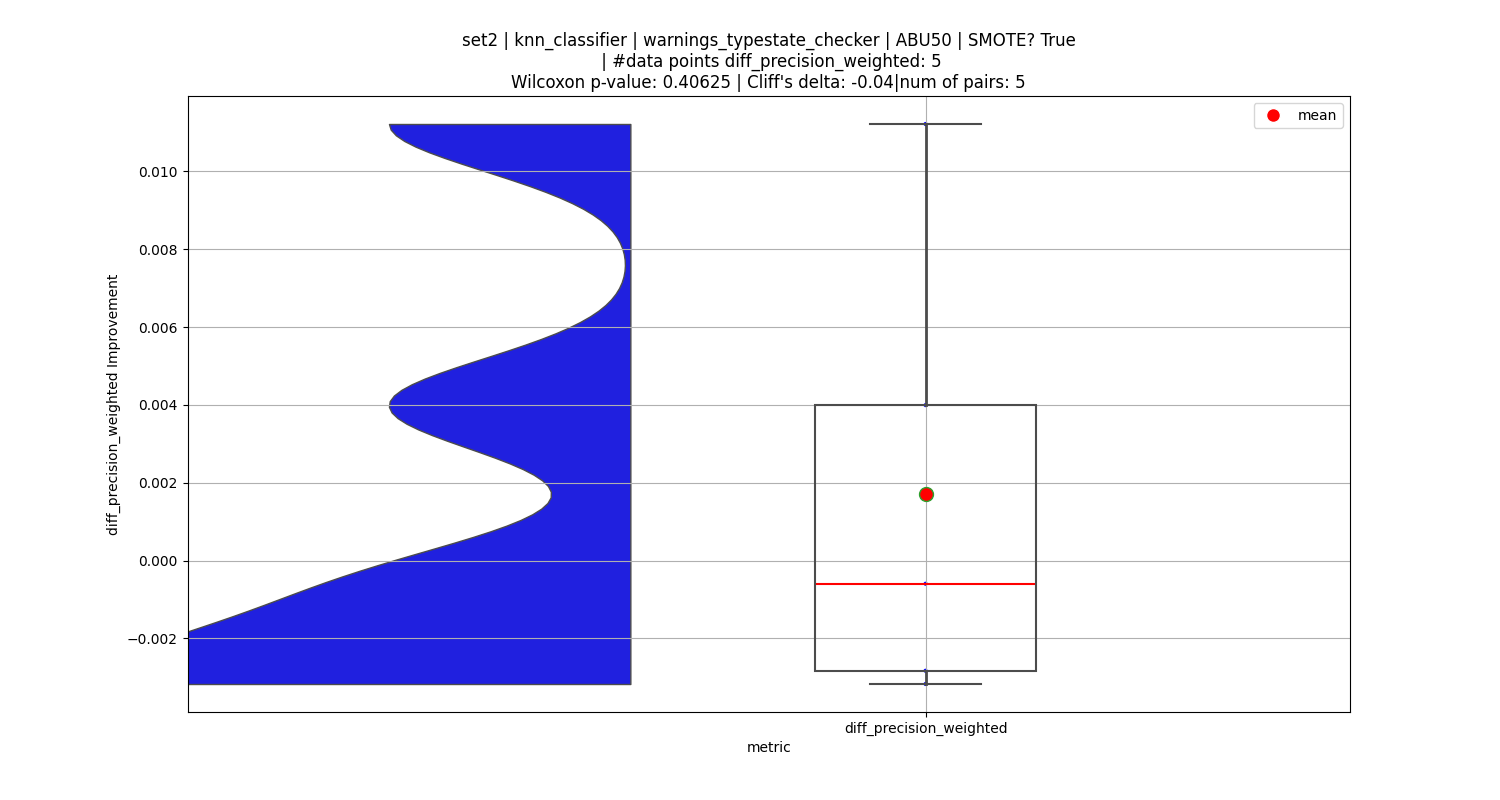 set2 | knn_classifier | warnings_typestate_checker | ABU50 | SMOTE? True
| #data points diff_precision_weighted: 5
Wilcoxon p-value: 0.40625 | Cliff's delta: -0.04|num of pairs: 5
mean
0.010
0.008
0.006
0.004
0.002
0.000
−0.002
diff_precision_weighted Improvement
diff_precision_weighted
metric